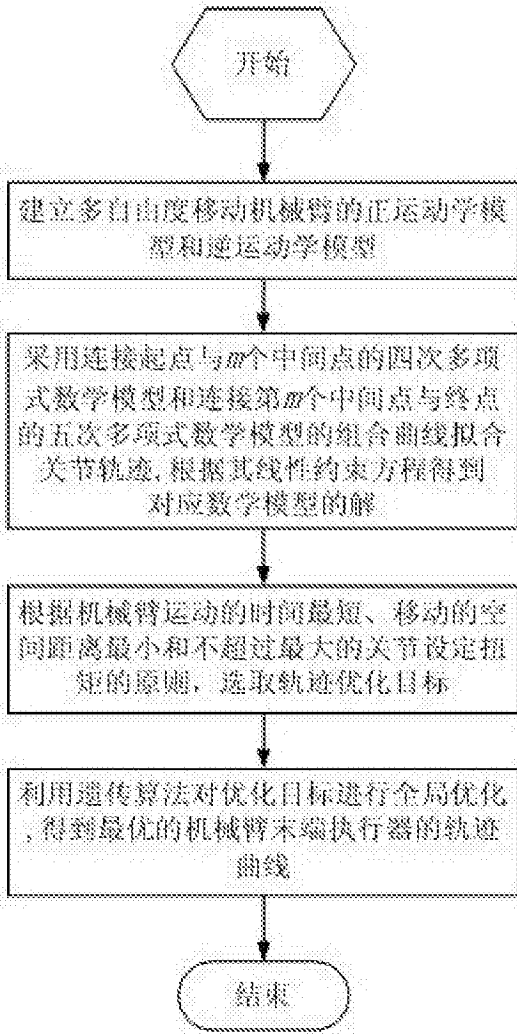 开始
建立多自由度移动机械臂的正运动学模
型和逆运动学模型
采用连接起点与m个中间点的四次多项
式数学模型和连接第m个中间点与终点
的五次多项式数学模型的组合曲线拟合
关节轨迹,根据其线性约束方程得到
对应数学模型的解
根据机械臂运动的时间最短、移动的空
间距离最小和不超过最大的关节设定扭
矩的原则，选取轨迹优化目标
利用遗传算法对优化目标进行全局优化
,得到最优的机械臂末端执行器的轨迹
曲线
结束